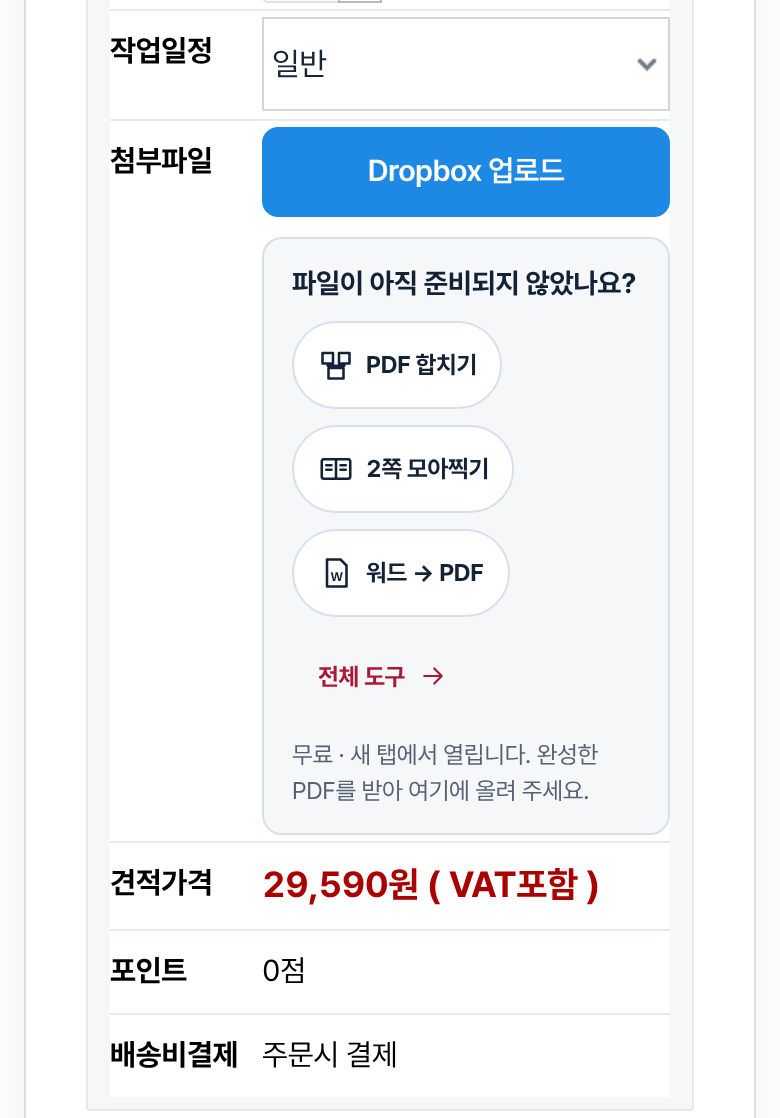 작업일정
일반
첨부파일
Dropbox 업로드
파일이 아직 준비되지 않았나요?
PDF 합치기
2쪽 모아찍기
W
워드 → PDF
전체 도구 →
무료 · 새 탭에서 열립니다. 완성한
PDF를 받아 여기에 올려 주세요.
견적가격
29,590원 ( VAT포함 )
포인트
0점
배송비결제
주문시 결제